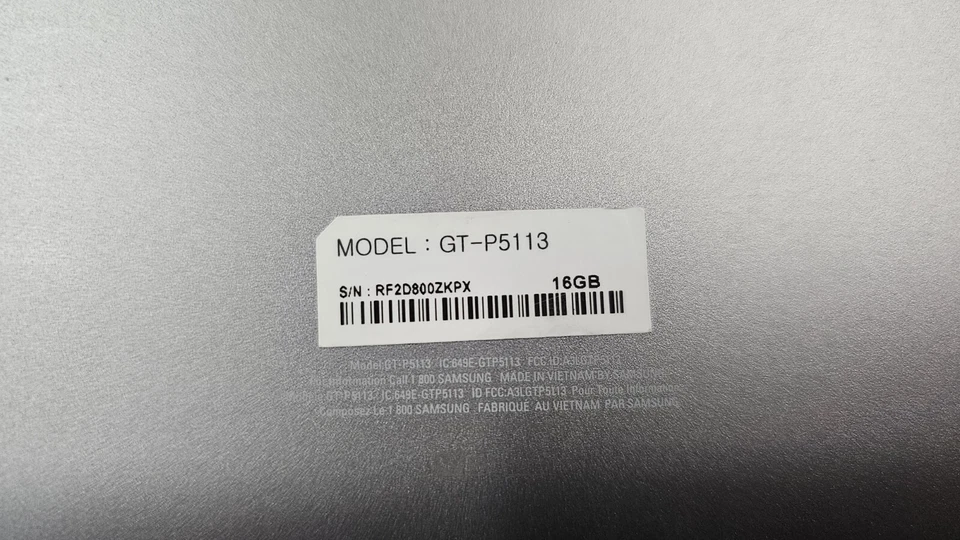 MODEL : GT-P5113
S/N : RF2D800ZKPX 16GB
Model:GT-P5113 IC:649E-GTP5113 FCC ID:A3LGTP5113
Information Call 1 800 SAMSUNG MADE IN VIETNAM BY SAMSUNG
GT-P5113 IC:649E-GTP5113 ID FCC:A3LGTP5113 Pour Toute Information
Composez Le 1 800 SAMSUNG FABRIQUÉ AU VIETNAM PAR SAMSUNG